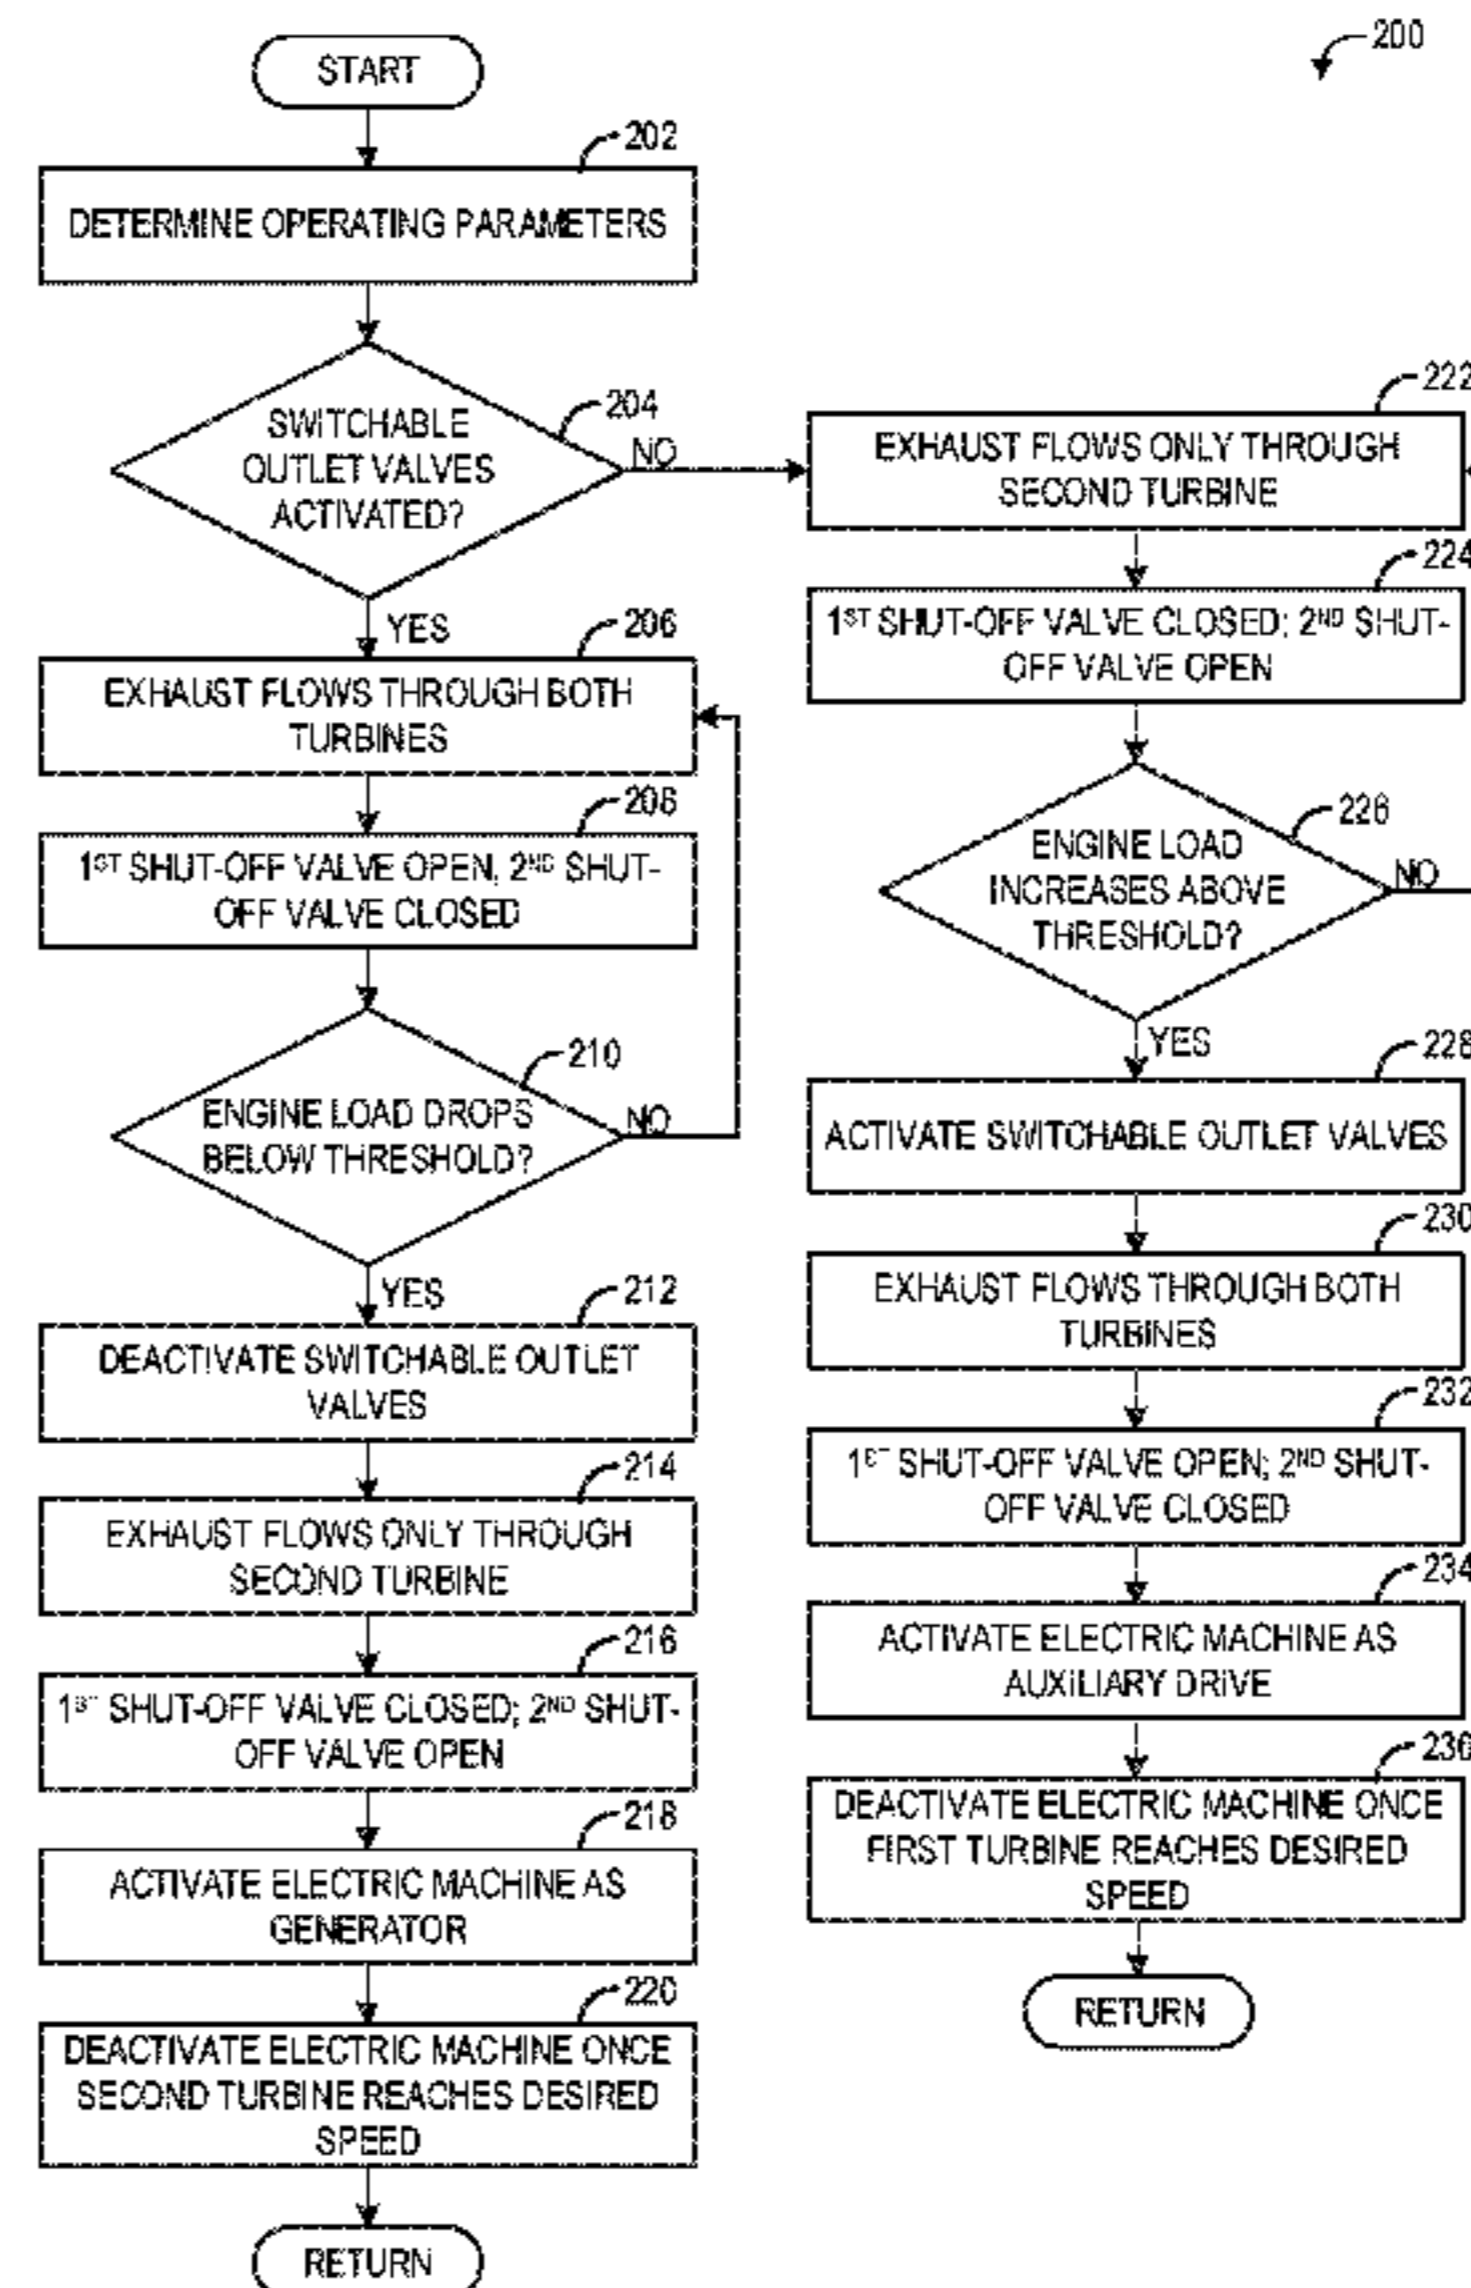 200
START
202
DETERMINE OPERATING PARAMETERS
204
SWITCHABLE
OUTLET VALVES
ACTIVATED?
NO
YES
206
EXHAUST FLOWS THROUGH BOTH
TURBINES
208
1ST SHUT-OFF VALVE OPEN; 2ND SHUT-
OFF VALVE CLOSED
210
ENGINE LOAD DROPS
BELOW THRESHOLD?
NO
YES
212
DEACTIVATE SWITCHABLE OUTLET
VALVES
214
EXHAUST FLOWS ONLY THROUGH
SECOND TURBINE
216
1ST SHUT-OFF VALVE CLOSED; 2ND SHUT-
OFF VALVE OPEN
218
ACTIVATE ELECTRIC MACHINE AS
GENERATOR
220
DEACTIVATE ELECTRIC MACHINE ONCE
SECOND TURBINE REACHES DESIRED
SPEED
RETURN
222
EXHAUST FLOWS ONLY THROUGH
SECOND TURBINE
224
1ST SHUT-OFF VALVE CLOSED; 2ND SHUT-
OFF VALVE OPEN
226
ENGINE LOAD
INCREASES ABOVE
THRESHOLD?
NO
YES
228
ACTIVATE SWITCHABLE OUTLET VALVES
230
EXHAUST FLOWS THROUGH BOTH
TURBINES
232
1ST SHUT-OFF VALVE OPEN; 2ND SHUT-
OFF VALVE CLOSED
234
ACTIVATE ELECTRIC MACHINE AS
AUXILIARY DRIVE
236
DEACTIVATE ELECTRIC MACHINE ONCE
FIRST TURBINE REACHES DESIRED
SPEED
RETURN